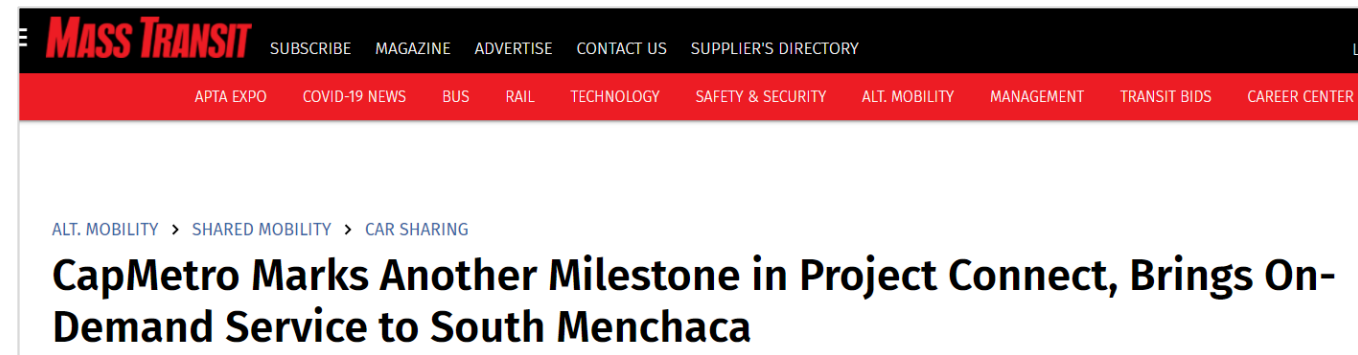 MASS TRANSIT SUBSCRIBE MAGAZINE ADVERTISE CONTACT US SUPPLIER'S DIRECTORY
APTA EXPO COVID-19 NEWS BUS RAIL TECHNOLOGY SAFETY & SECURITY ALT. MOBILITY MANAGEMENT TRANSIT BIDS CAREER CENTER
ALT. MOBILITY > SHARED MOBILITY > CAR SHARING
CapMetro Marks Another Milestone in Project Connect, Brings On-
Demand Service to South Menchaca